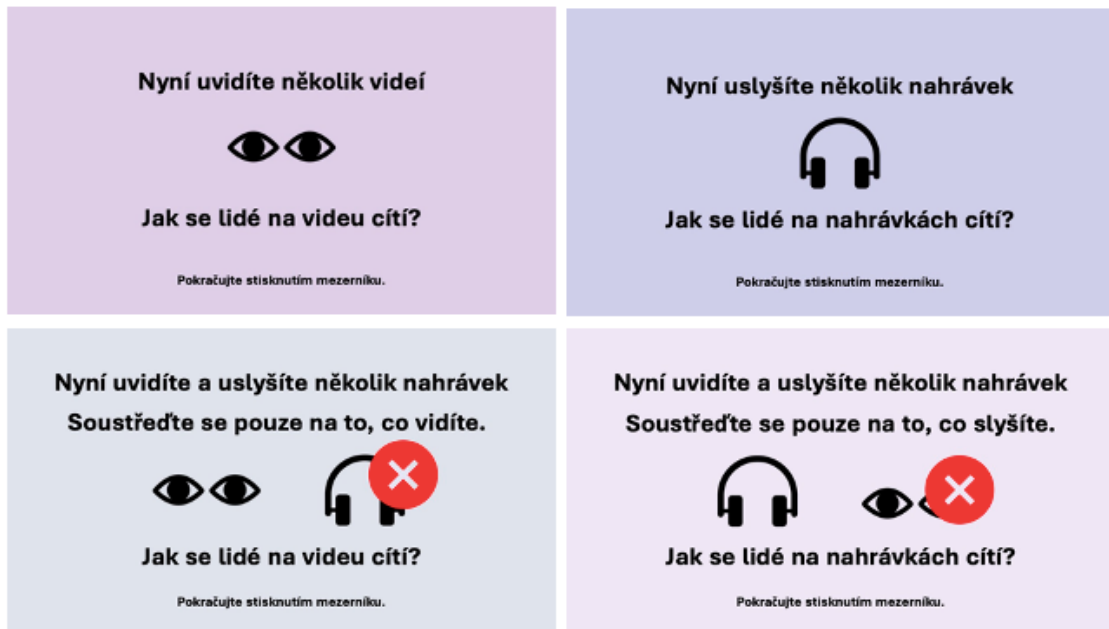 Nyní uvidíte několik videí
Jak se lidé na videu cítí?
Pokračujte stisknutím mezerníku.
Nyní uslyšíte několik nahrávek
Jak se lidé na nahrávkách cítí?
Pokračujte stisknutím mezerníku.
Nyní uvidíte a uslyšíte několik nahrávek
Soustřeďte se pouze na to, co vidíte.
Jak se lidé na videu cítí?
Pokračujte stisknutím mezerníku.
Nyní uvidíte a uslyšíte několik nahrávek
Soustřeďte se pouze na to, co slyšíte.
Jak se lidé na nahrávkách cítí?
Pokračujte stisknutím mezerníku.